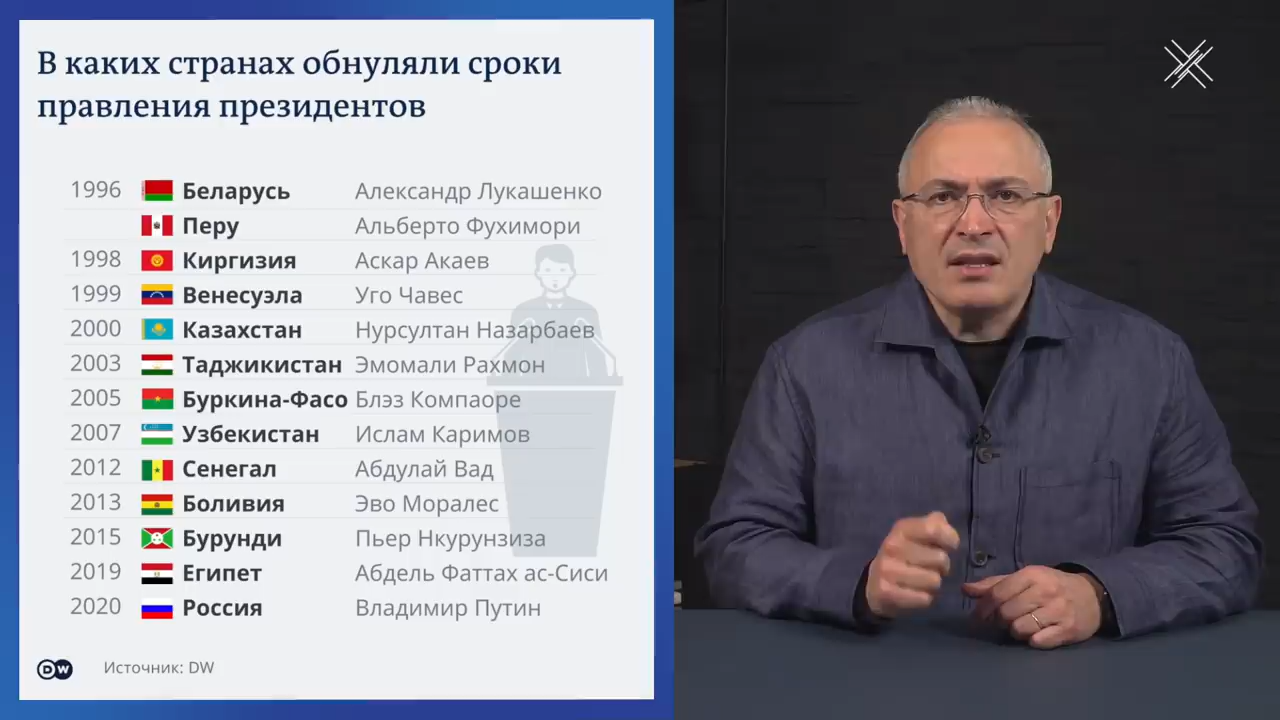 В каких странах обнуляли сроки
правления президентов
1996 Беларусь Александр Лукашенко
Перу Альберто Фухимори
1998 Киргизия Аскар Акаев
1999 Венесуэла Уго Чавес
2000 Казахстан Нурсултан Назарбаев
2003 Таджикистан Эмомали Рахмон
2005 Буркина-Фасо Блэз Компаоре
2007 Узбекистан Ислам Каримов
2012 Сенегал Абдулай Вад
2013 Боливия Эво Моралес
2015 Бурунди Пьер Нкурунзиза
2019 Египет Абдель Фаттах ас-Сиси
2020 Россия Владимир Путин
DW Источник: DW